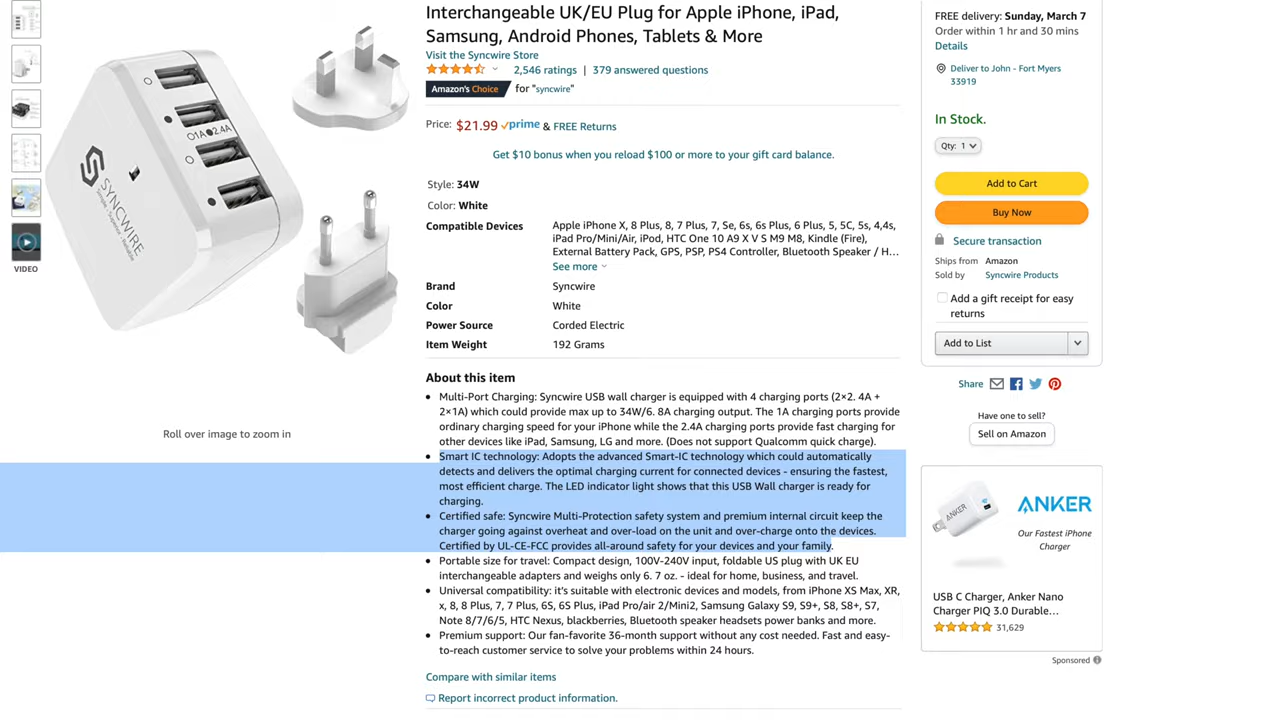 Interchangeable UK/EU Plug for Apple iPhone, iPad,
Samsung, Android Phones, Tablets & More
Visit the Syncwire Store
2,546 ratings | 379 answered questions
Amazon's Choice for "syncwire"
Price: $21.99 prime & FREE Returns
Get $10 bonus when you reload $100 or more to your gift card balance.
Style: 34W
Color: White
Compatible Devices
Apple iPhone X, 8 Plus, 8, 7 Plus, 7, Se, 6s, 6s Plus, 6 Plus, 5, 5C, 5s, 4,4s,
iPad Pro/Mini/Air, iPod, HTC One 10 A9 X V S M9 M8, Kindle (Fire),
External Battery Pack, GPS, PSP, PS4 Controller, Bluetooth Speaker / H...
See more
Brand Syncwire
Color White
Power Source Corded Electric
Item Weight 192 Grams
About this item
Multi-Port Charging: Syncwire USB wall charger is equipped with 4 charging ports (2×2. 4A +
2×1A) which could provide max up to 34W/6. 8A charging output. The 1A charging ports provide
ordinary charging speed for your iPhone while the 2.4A charging ports provide fast charging for
other devices like iPad, Samsung, LG and more. (Does not support Qualcomm quick charge).
Smart IC technology: Adopts the advanced Smart-IC technology which could automatically
detects and delivers the optimal charging current for connected devices - ensuring the fastest,
most efficient charge. The LED indicator light shows that this USB Wall charger is ready for
charging.
Certified safe: Syncwire Multi-Protection safety system and premium internal circuit keep the
charger going against overheat and over-load on the unit and over-charge onto the devices.
Certified by UL-CE-FCC provides all-around safety for your devices and your family.
Portable size for travel: Compact design, 100V-240V input, foldable US plug with UK EU
interchangeable adapters and weighs only 6. 7 oz. - ideal for home, business, and travel.
Universal compatibility: it's suitable with electronic devices and models, from iPhone XS Max, XR,
x, 8, 8 Plus, 7, 7 Plus, 6S, 6S Plus, iPad Pro/air 2/Mini2, Samsung Galaxy S9, S9+, S8, S8+, S7,
Note 8/7/6/5, HTC Nexus, blackberries, Bluetooth speaker headsets power banks and more.
Premium support: Our fan-favorite 36-month support without any cost needed. Fast and easy-
to-reach customer service to solve your problems within 24 hours.
Compare with similar items
Report incorrect product information.
1A 2.4A
SYNCWIRE
VIDEO
Roll over image to zoom in
FREE delivery: Sunday, March 7
Order within 1 hr and 30 mins
Details
Deliver to John - Fort Myers
33919
In Stock.
Qty: 1
Add to Cart
Buy Now
Secure transaction
Ships from Amazon
Sold by Syncwire Products
Add a gift receipt for easy
returns
Add to List
Share
Have one to sell?
Sell on Amazon
ANKER
ANKER
Our Fastest iPhone
Charger
USB C Charger, Anker Nano
Charger PIQ 3.0 Durable...
31,629
Sponsored